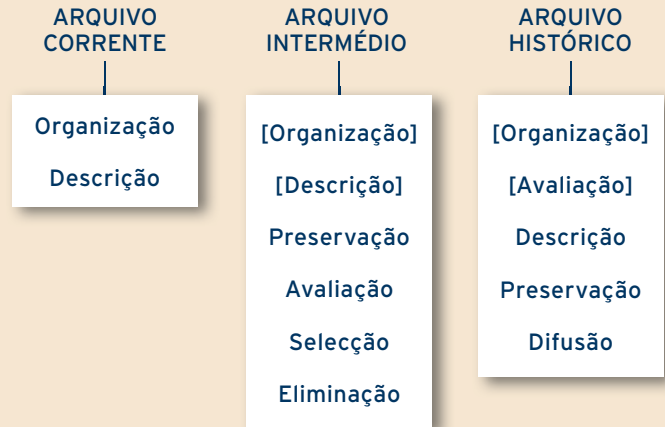 ARQUIVO
CORRENTE
Organização
Descrição
ARQUIVO
INTERMÉDIO
[Organização]
[Descrição]
Preservação
Avaliação
Selecção
Eliminação
ARQUIVO
HISTÓRICO
[Organização]
[Avaliação]
Descrição
Preservação
Difusão